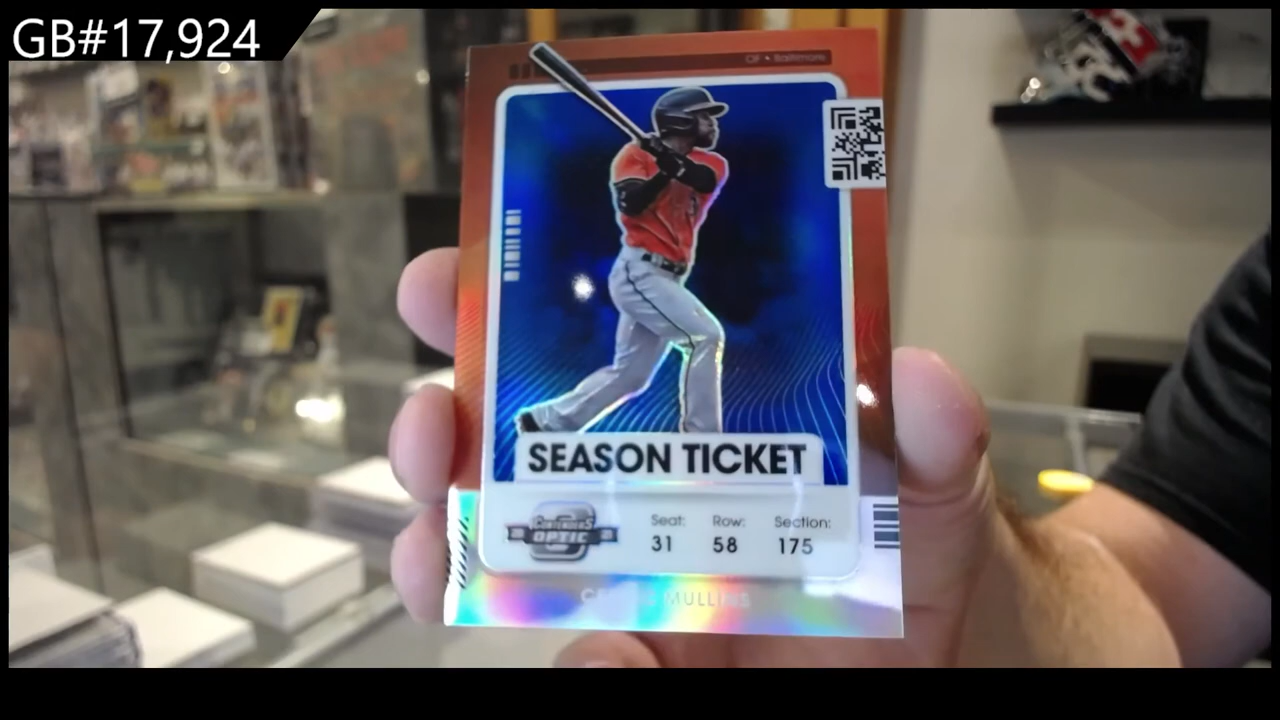 GB#17,924
OF • Baltimore
SEASON TICKET
CONTENDERS
OPTIC
Seat: Row: Section:
31 58 175
MULLINS